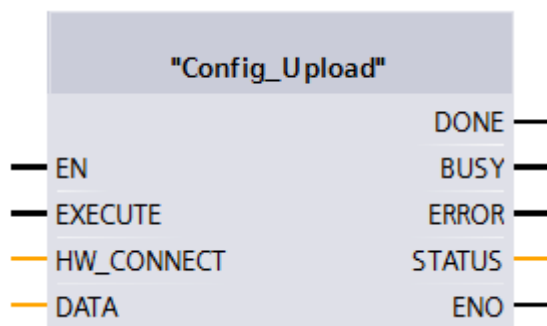 "Config_Upload"
DONE
EN BUSY
EXECUTE ERROR
HW_CONNECT STATUS
DATA ENO